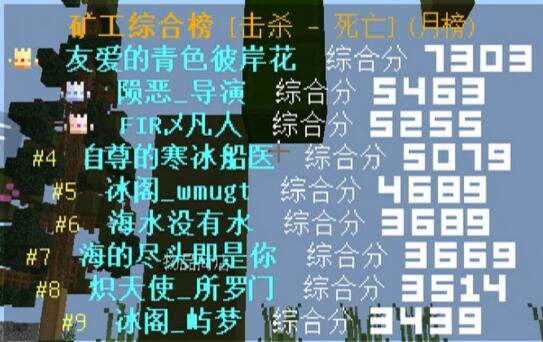 矿工综合榜 [击杀 - 死亡] (月榜)
友爱的青色彼岸花 综合分 7303
陨恶_导演 综合分 5463
FIR乄凡人 综合分 5255
#4 自尊的寒冰船医 综合分 5079
#5 冰阁_wmugt 综合分 4689
#6 海水没有水 综合分 3689
#7 海的尽头即是你 综合分 3669
#8 炽天使_所罗门 综合分 3514
#9 冰阁_屿梦 综合分 3439